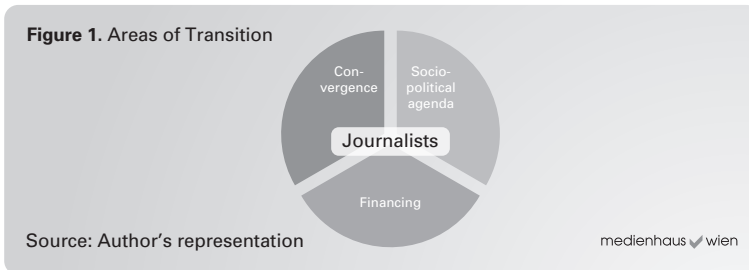 Figure 1. Areas of Transition
Con-
vergence
Socio-
political
agenda
Journalists
Financing
Source: Author's representation
medienhaus wien